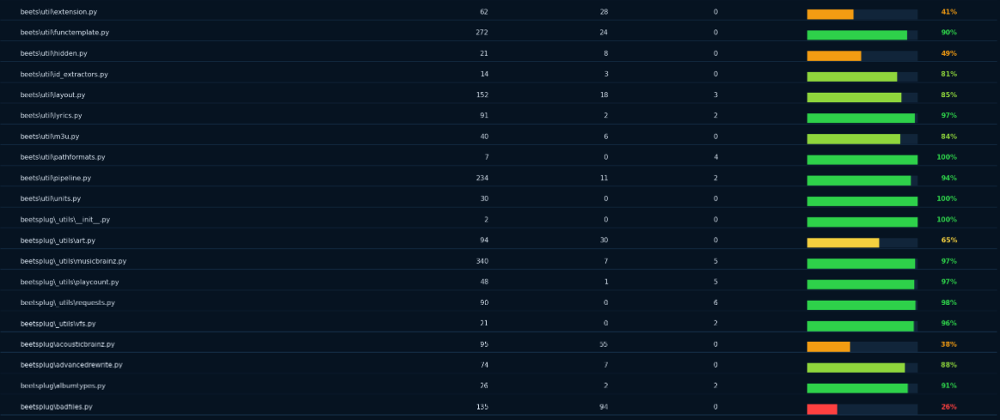 beets\util\extension.py 62 28 0 41%
beets\util\functemplate.py 272 24 0 90%
beets\util\hidden.py 21 8 0 49%
beets\util\id_extractors.py 14 3 0 81%
beets\util\layout.py 152 18 3 85%
beets\util\lyrics.py 91 2 2 97%
beets\util\m3u.py 40 6 0 84%
beets\util\pathformats.py 7 0 4 100%
beets\util\pipeline.py 234 11 2 94%
beets\util\units.py 30 0 0 100%
beetsplug\_utils\__init__.py 2 0 0 100%
beetsplug\_utils\art.py 94 30 0 65%
beetsplug\_utils\musicbrainz.py 340 7 5 97%
beetsplug\_utils\playcount.py 48 1 5 97%
beetsplug\_utils\requests.py 90 0 6 98%
beetsplug\_utils\vfs.py 21 0 2 96%
beetsplug\acousticbrainz.py 95 55 0 38%
beetsplug\advancedrewrite.py 74 7 0 88%
beetsplug\albumtypes.py 26 2 2 91%
beetsplug\badfiles.py 135 94 0 26%